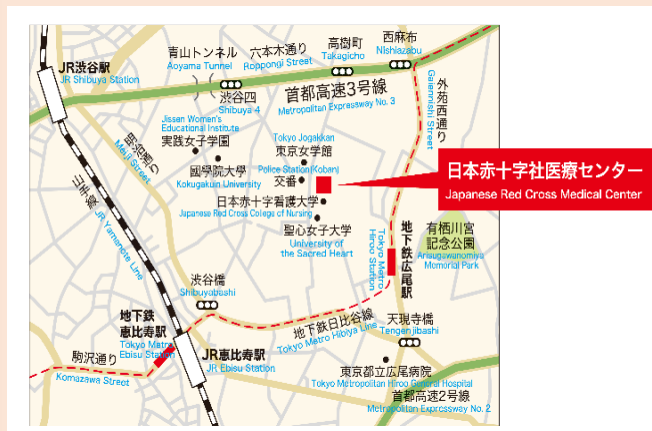 JR渋谷駅
JR Shibuya Station
青山トンネル
Aoyama Tunnel
六本木通り
Roppongi Street
高樹町
Takagicho
西麻布
Nishiazabu
渋谷四
Shibuya 4
首都高速3号線
Metropolitan Expressway No. 3
外苑西通り
Gaiennishi Street
明治通り
Meiji Street
Jissen Women's
Educational Institute
実践女子学園
國學院大學
Kokugakuin University
Tokyo Jogakkan
東京女学館
Police Station(Koban)
交番
日本赤十字社医療センター
Japanese Red Cross Medical Center
日本赤十字看護大学
Japanese Red Cross College of Nursing
聖心女子大学
University of
the Sacred Heart
山手線
JR Yamanote Line
地下鉄広尾駅
Tokyo Metro
Hiroo Station
有栖川宮
記念公園
Arisugawanomiya
Memorial Park
渋谷橋
Shibuyabashi
地下鉄日比谷線
Tokyo Metro Hibiya Line
天現寺橋
Tengenjibashi
地下鉄
恵比寿駅
Tokyo Metro
Ebisu Station
JR恵比寿駅
JR Ebisu Station
駒沢通り
Komazawa Street
東京都立広尾病院
Tokyo Metropolitan Hiroo General Hospital
首都高速2号線
Metropolitan Expressway No. 2